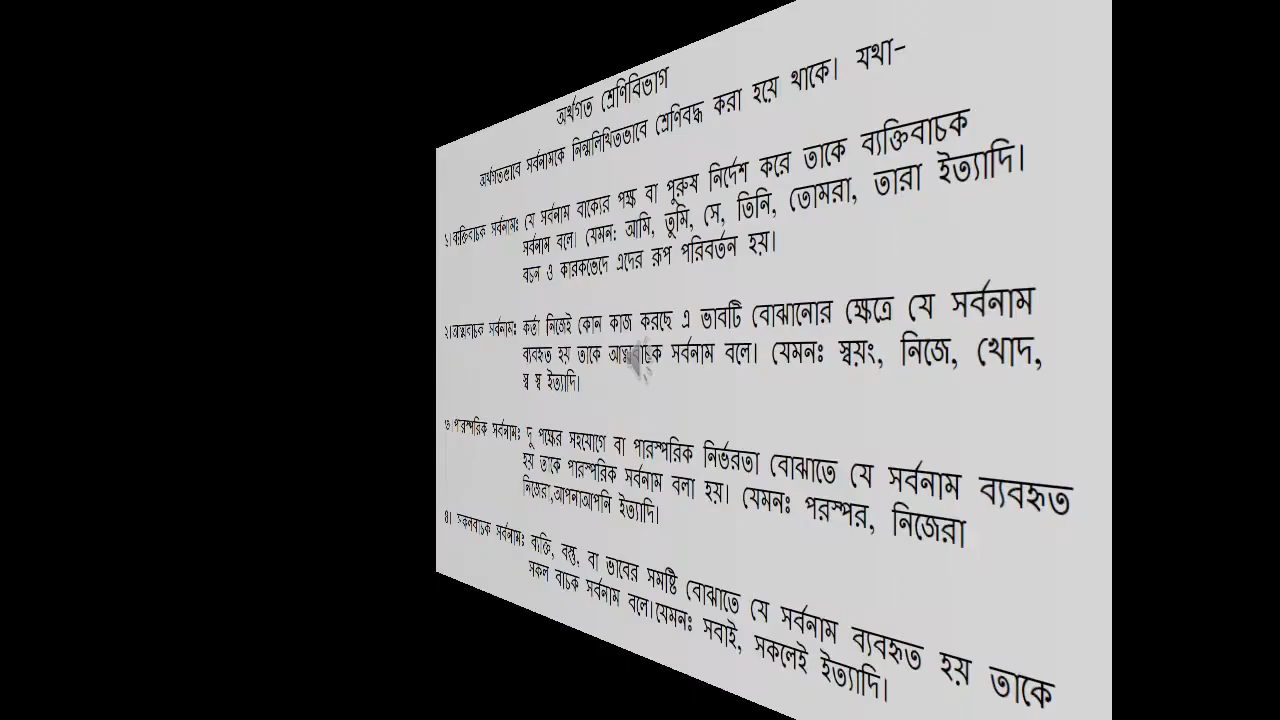 অর্থগত শ্রেণিবিভাগ
অর্থগতভাবে সর্বনামকে নিন্মলিখিতভাবে শ্রেণিবদ্ধ করা হয়ে থাকে। যথা-
১। ব্যক্তিবাচক সর্বনামঃ যে সর্বনাম বাক্যের পক্ষ বা পুরুষ নির্দেশ করে তাকে ব্যক্তিবাচক
সর্বনাম বলে। যেমন: আমি, তুমি, সে, তিনি, তোমরা, তারা ইত্যাদি।
বচন ও কারকভেদে এদের রূপ পরিবর্তন হয়।
২। আত্মবাচক সর্বনামঃ কর্তা নিজেই কোন কাজ করছে এ ভাবটি বোঝানোর ক্ষেত্রে যে সর্বনাম
ব্যবহৃত হয় তাকে আত্মবাচক সর্বনাম বলে। যেমনঃ স্বয়ং, নিজে, খোদ,
স্ব স্ব ইত্যাদি।
৩। পারস্পরিক সর্বনামঃ দু পক্ষের সহযোগে বা পারস্পরিক নির্ভরতা বোঝাতে যে সর্বনাম ব্যবহৃত
হয় তাকে পারস্পরিক সর্বনাম বলা হয়। যেমনঃ পরস্পর, নিজেরা
নিজেরা,আপনাআপনি ইত্যাদি।
৪। সকলবাচক সর্বনামঃ ব্যক্তি, বস্তু, বা ভাবের সমষ্টি বোঝাতে যে সর্বনাম ব্যবহৃত হয় তাকে
সকল বাচক সর্বনাম বলে।যেমনঃ সবাই, সকলেই ইত্যাদি।